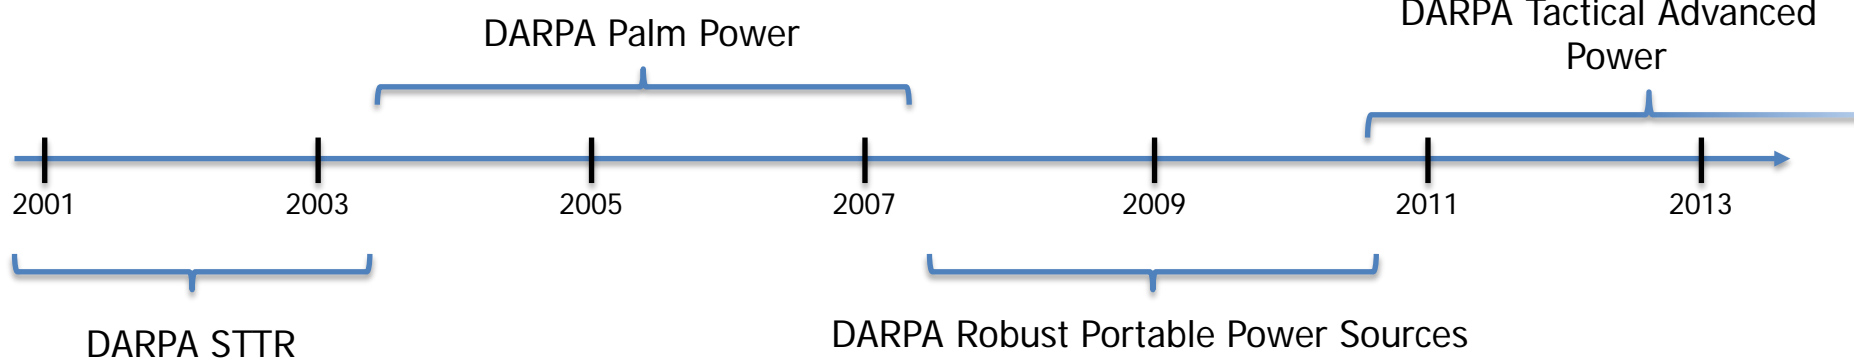 DARPA Tactical Advanced
Power
DARPA Palm Power
2001
2003
2005
2007
2009
2011
2013
DARPA STTR
DARPA Robust Portable Power Sources